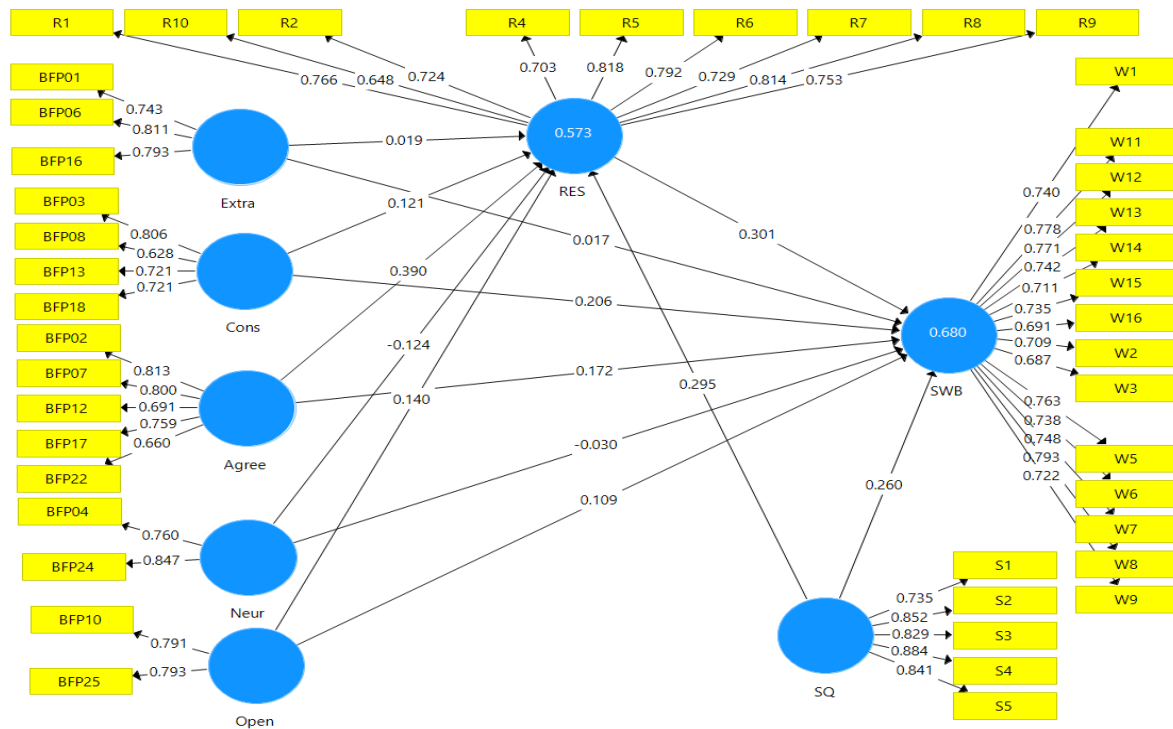 R1 R10 R2 R4 R5 R6 R7 R8 R9
0.766 0.648 0.724 0.703 0.818 0.792 0.729 0.814 0.753
BFP01
BFP06
BFP16
0.743
0.811
0.793
Extra
BFP03
BFP08
BFP13
BFP18
0.806
0.628
0.721
0.721
Cons
BFP02
BFP07
BFP12
BFP17
BFP22
0.813
0.800
0.691
0.759
0.660
Agree
BFP04
BFP24
0.760
0.847
Neur
BFP10
BFP25
0.791
0.793
Open
0.573
RES
0.019
0.121
0.390
-0.124
0.140
0.017
0.206
0.172
-0.030
0.109
0.301
0.295
0.260
0.680
SWB
0.740
0.778
0.771
0.742
0.711
0.735
0.691
0.709
0.687
0.763
0.738
0.748
0.793
0.722
W1
W11
W12
W13
W14
W15
W16
W2
W3
W5
W6
W7
W8
W9
SQ
0.735
0.852
0.829
0.884
0.841
S1
S2
S3
S4
S5